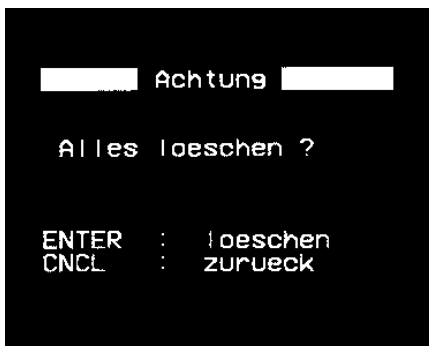 Achtung
Alles loeschen ?
ENTER : loeschen
CNCL : zurueck